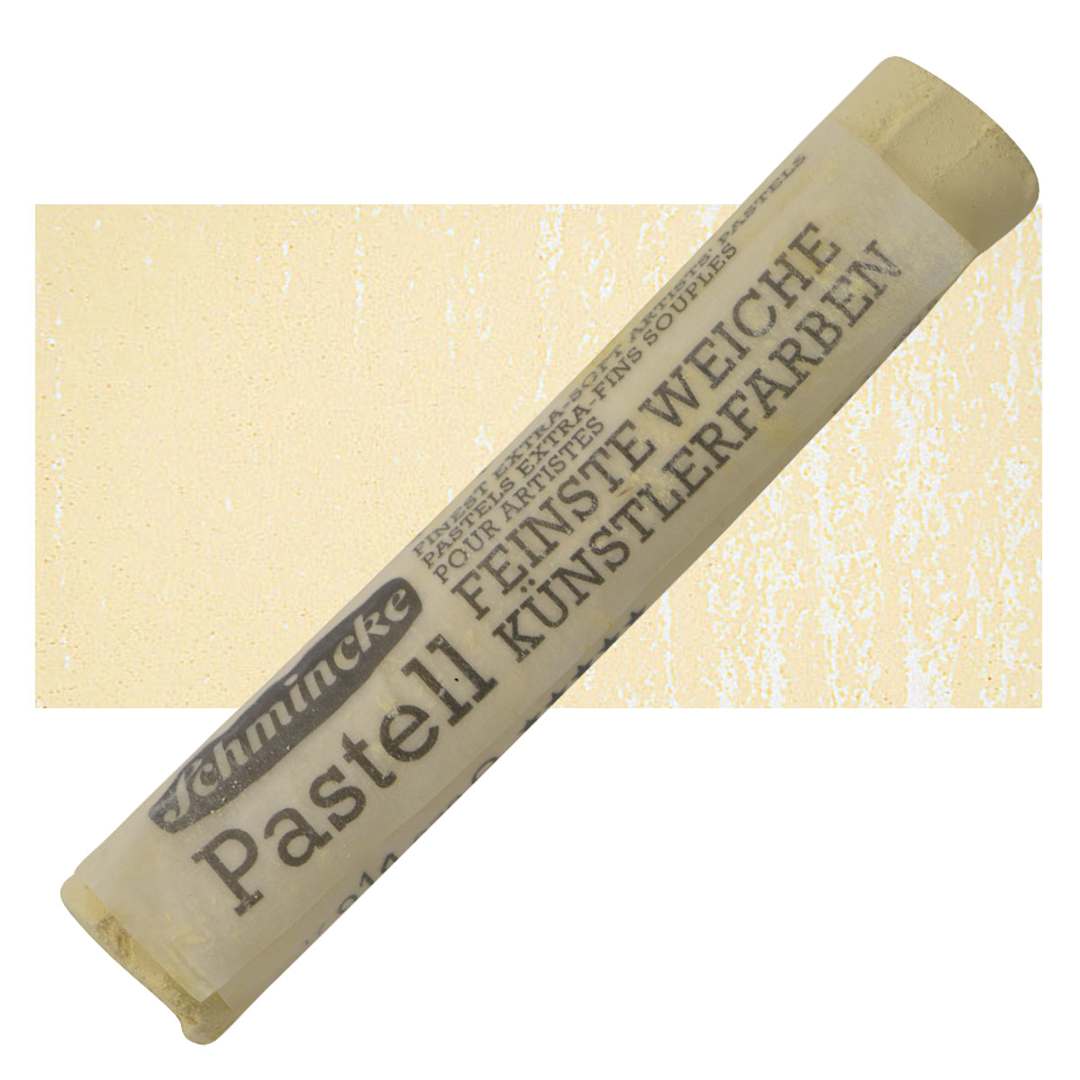 FINEST EXTRA-SOFT ARTISTS' PASTELS
PASTELS EXTRA-FINS SOUPLES
POUR ARTISTES
FEINSTE WEICHE
KÜNSTLERFARBEN
Schmincke
Pastell